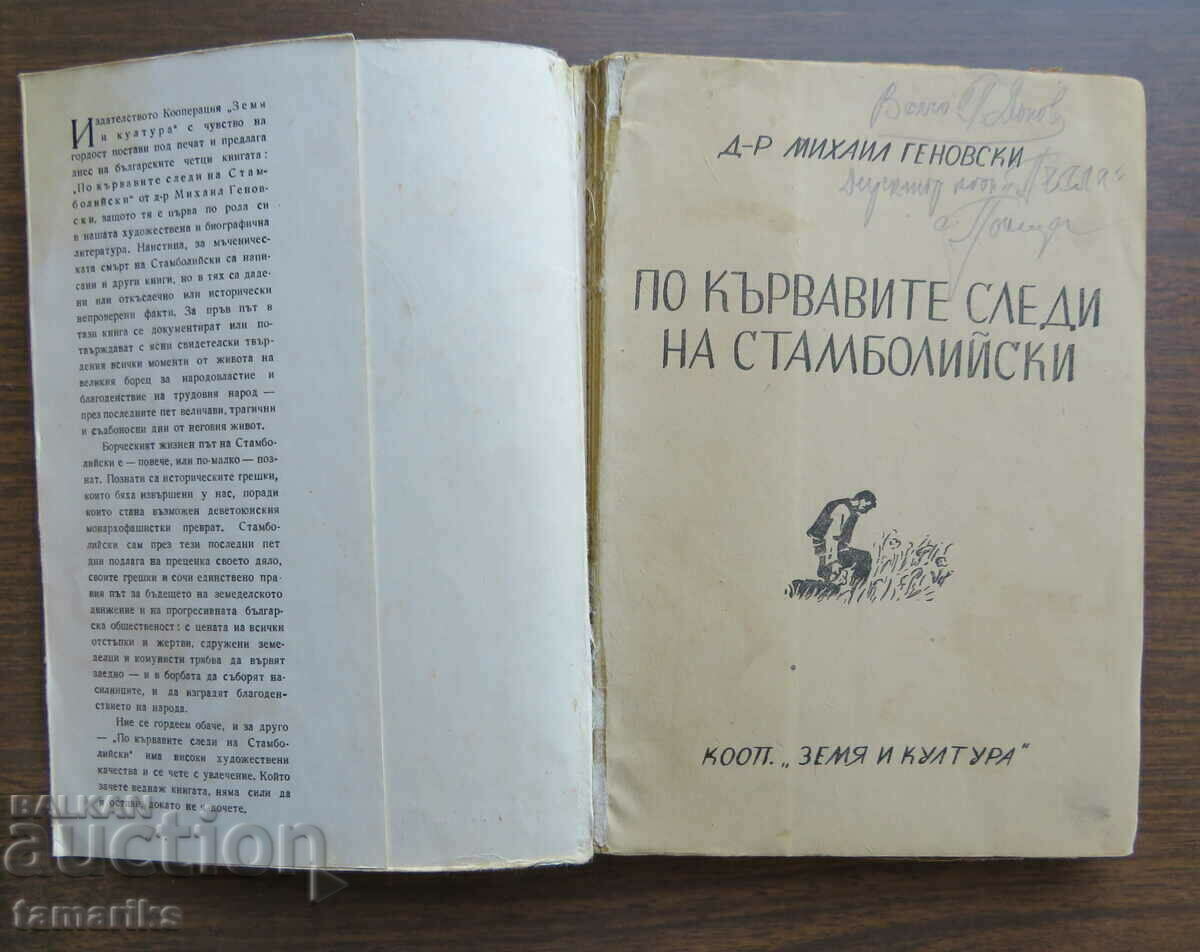 Издателството Кооперация „Земя
и култура“ с чувство на
гордост постави под печат и предлага
днес на българските четци книгата:
„По кървавите следи на Стам-
болийски“ от д-р Михаил Генов-
ски, защото тя е първа по рода си
в нашата художествена и биографична
литература. Наистина, за мъченичес-
ката смърт на Стамболийски са напи-
сани и други книги, но в тях са даде-
ни или откъслечно или исторически
непроверени факти. За пръв път в
тази книга се документират или по-
твърждават с ясни свидетелски твър-
дения всички моменти от живота на
великия борец за народовластие и
благоденствие на трудовия народ —
през последните пет величави, трагични
и съдбоносни дни от неговия живот.
Борческият жизнен път на Стамбо-
лийски е — повече, или по-малко — поз-
нат. Познати са историческите грешки,
които бяха извършени у нас, поради
които стана възможен деветоюнския
монархофашистки преврат. Стамбо-
лийски сам през тези последни пет
дни подлага на преценка своето дяло,
своите грешки и сочи единствено пра-
вия път за бъдещето на земеделското
движение и на прогресивната българ-
ска общественост: с цената на всички
отстъпки и жертви, сдружени земе-
делци и комунисти трябва да вървят
заедно — и в борбата да съборят на-
силниците, и да изградят благоден-
ствието на народа.
Ние се гордеем обаче, и за друго
— „По кървавите следи на Стамбо-
лийски“ има високи художествени
качества и се чете с увлечение. Който
зачете веднаж книгата, няма сили да
я остави, докато не я дочете.
Д-Р МИХАИЛ ГЕНОВСКИ
ПО КЪРВАВИТЕ СЛЕДИ
НА СТАМБОЛИЙСКИ
КООП. „ЗЕМЯ И КУЛТУРА“
BALKAN
auction
tamariks